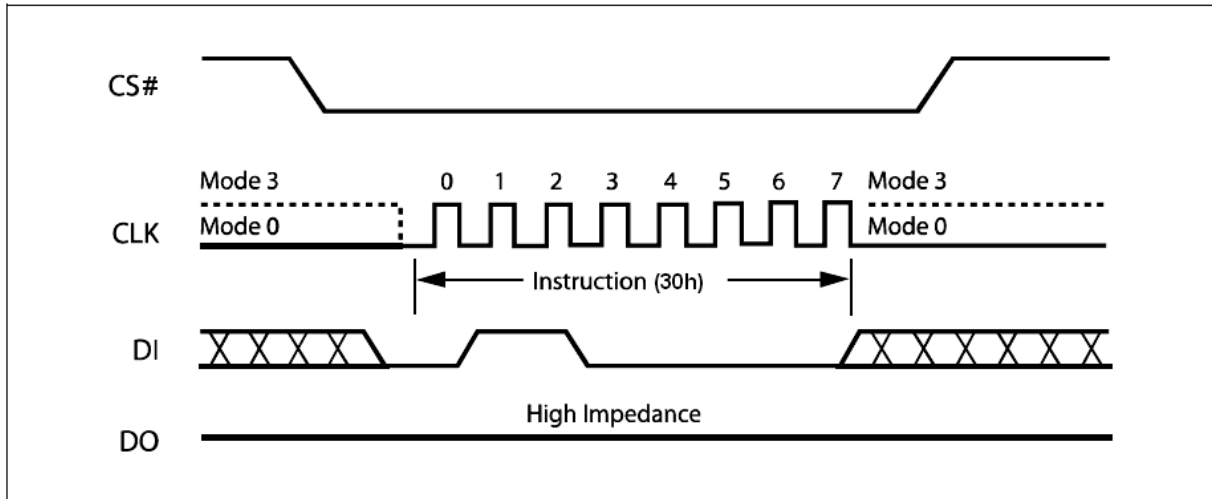 CS#
Mode 3 0 1 2 3 4 5 6 7 Mode 3
CLK
Mode 0 Mode 0
Instruction (30h)
DI
High Impedance
DO